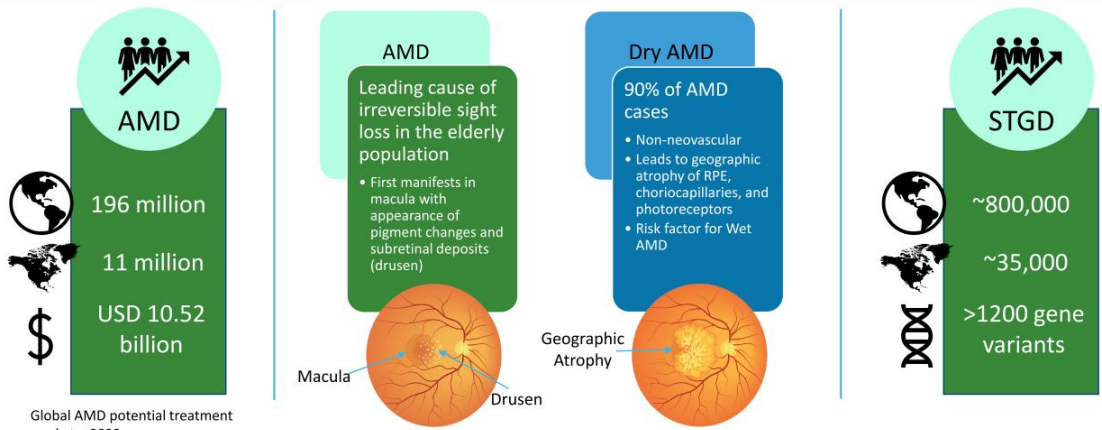 AMD
196 million
11 million
USD 10.52
billion
Global AMD potential treatment
AMD
Leading cause of
irreversible sight
loss in the elderly
population
• First manifests in
macula with
appearance of
pigment changes and
subretinal deposits
(drusen)
Macula
Drusen
Dry AMD
90% of AMD
cases
• Non-neovascular
• Leads to geographic
atrophy of RPE,
choriocapillaries, and
photoreceptors
• Risk factor for Wet
AMD
Geographic
Atrophy
STGD
~800,000
~35,000
>1200 gene
variants